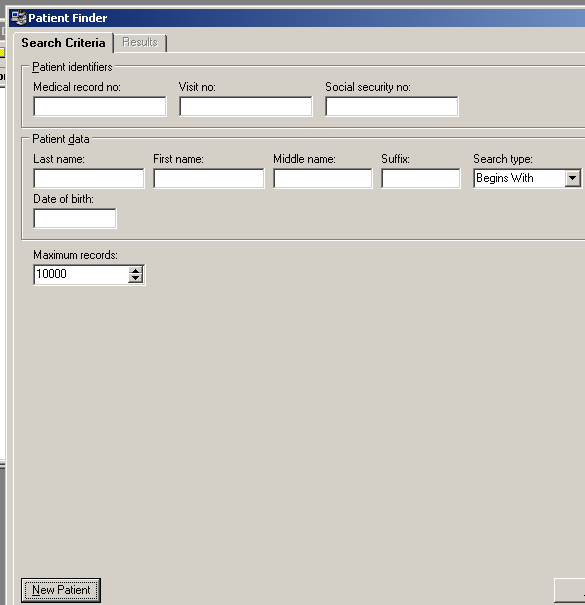 Patient Finder
Search Criteria Results
Patient identifiers
Medical record no: Visit no: Social security no:
Patient data
Last name: First name: Middle name: Suffix: Search type:
Begins With
Date of birth:
Maximum records:
10000
New Patient